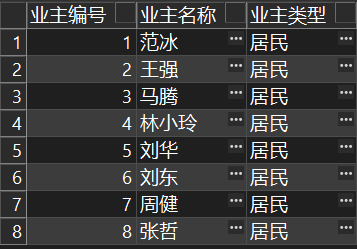 业主编号 业主名称 业主类型
1 1 范冰 ... 居民 ...
2 2 王强 ... 居民 ...
3 3 马腾 ... 居民 ...
4 4 林小玲 ... 居民 ...
5 5 刘华 ... 居民 ...
6 6 刘东 ... 居民 ...
7 7 周健 ... 居民 ...
8 8 张哲 ... 居民 ...